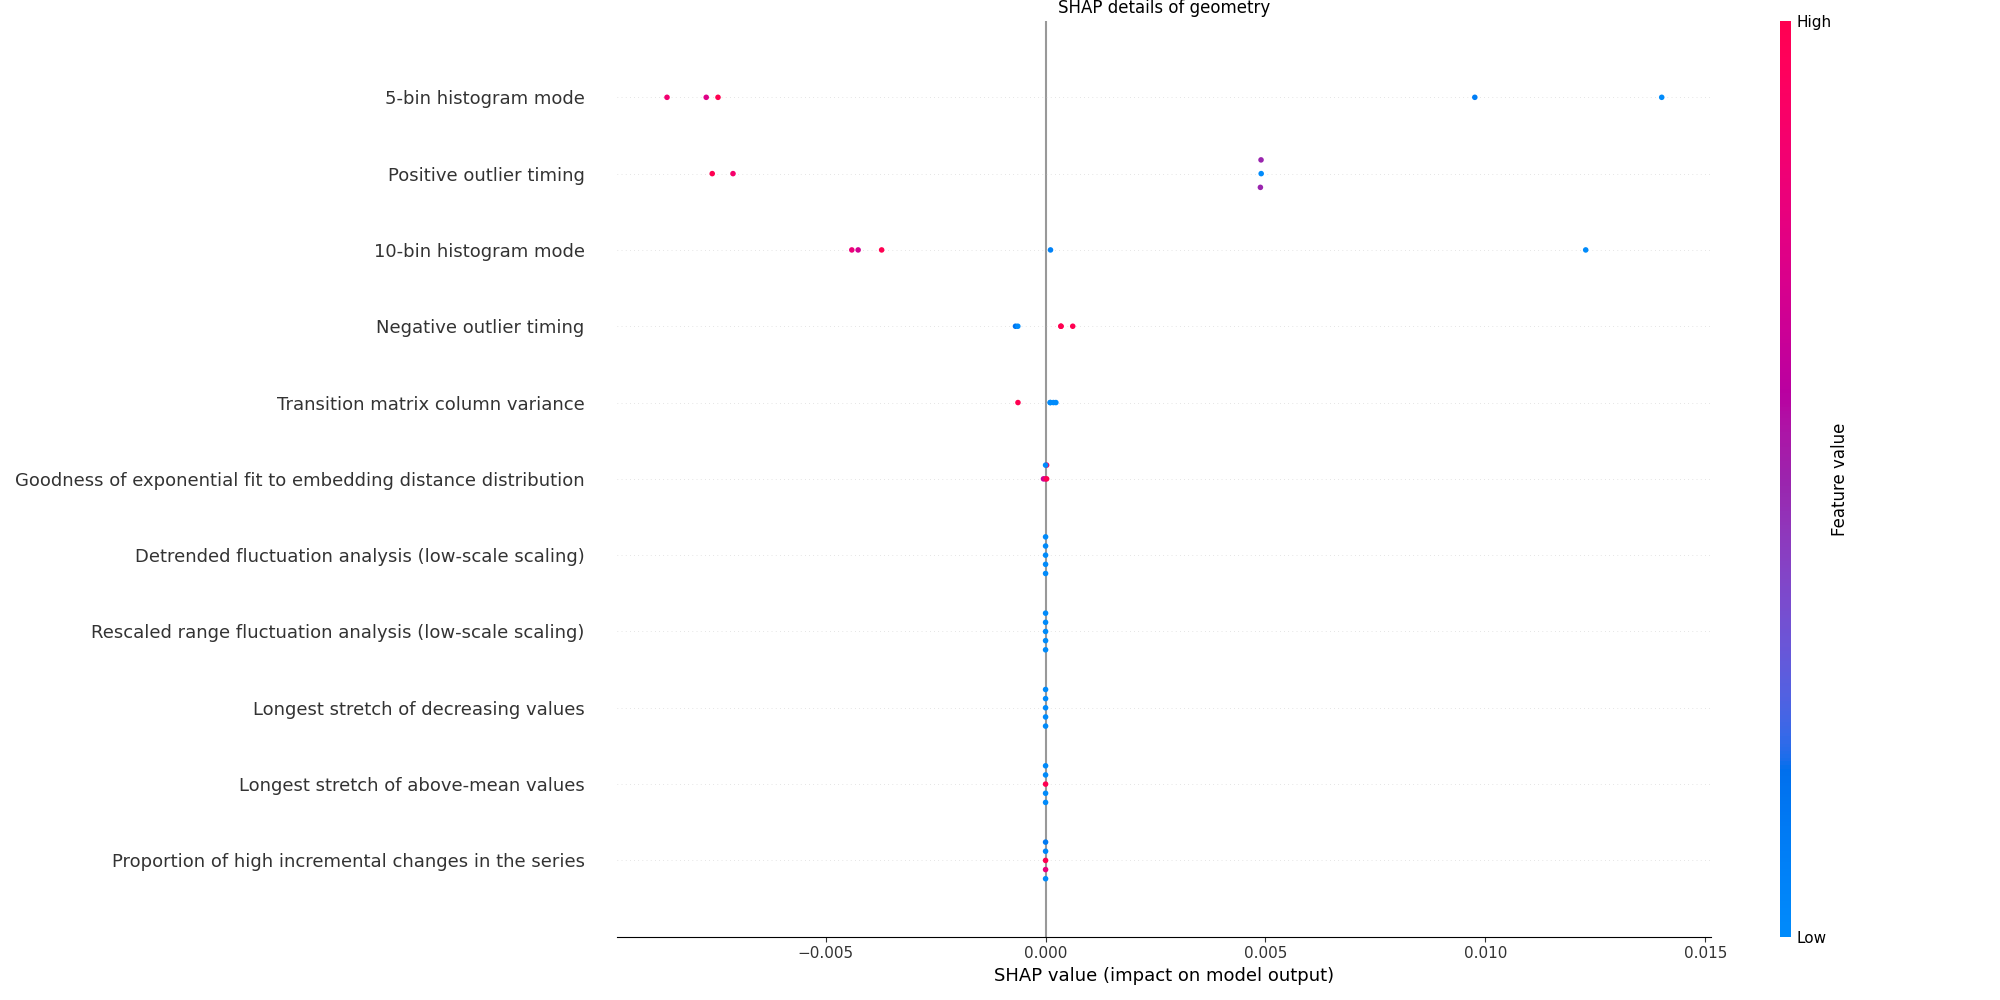 SHAP details of geometry
High
5-bin histogram mode
Positive outlier timing
10-bin histogram mode
Negative outlier timing
Transition matrix column variance
Goodness of exponential fit to embedding distance distribution
Feature value
Detrended fluctuation analysis (low-scale scaling)
Rescaled range fluctuation analysis (low-scale scaling)
Longest stretch of decreasing values
Longest stretch of above-mean values
Proportion of high incremental changes in the series
Low
−0.005 0.000 0.005 0.010 0.015
SHAP value (impact on model output)